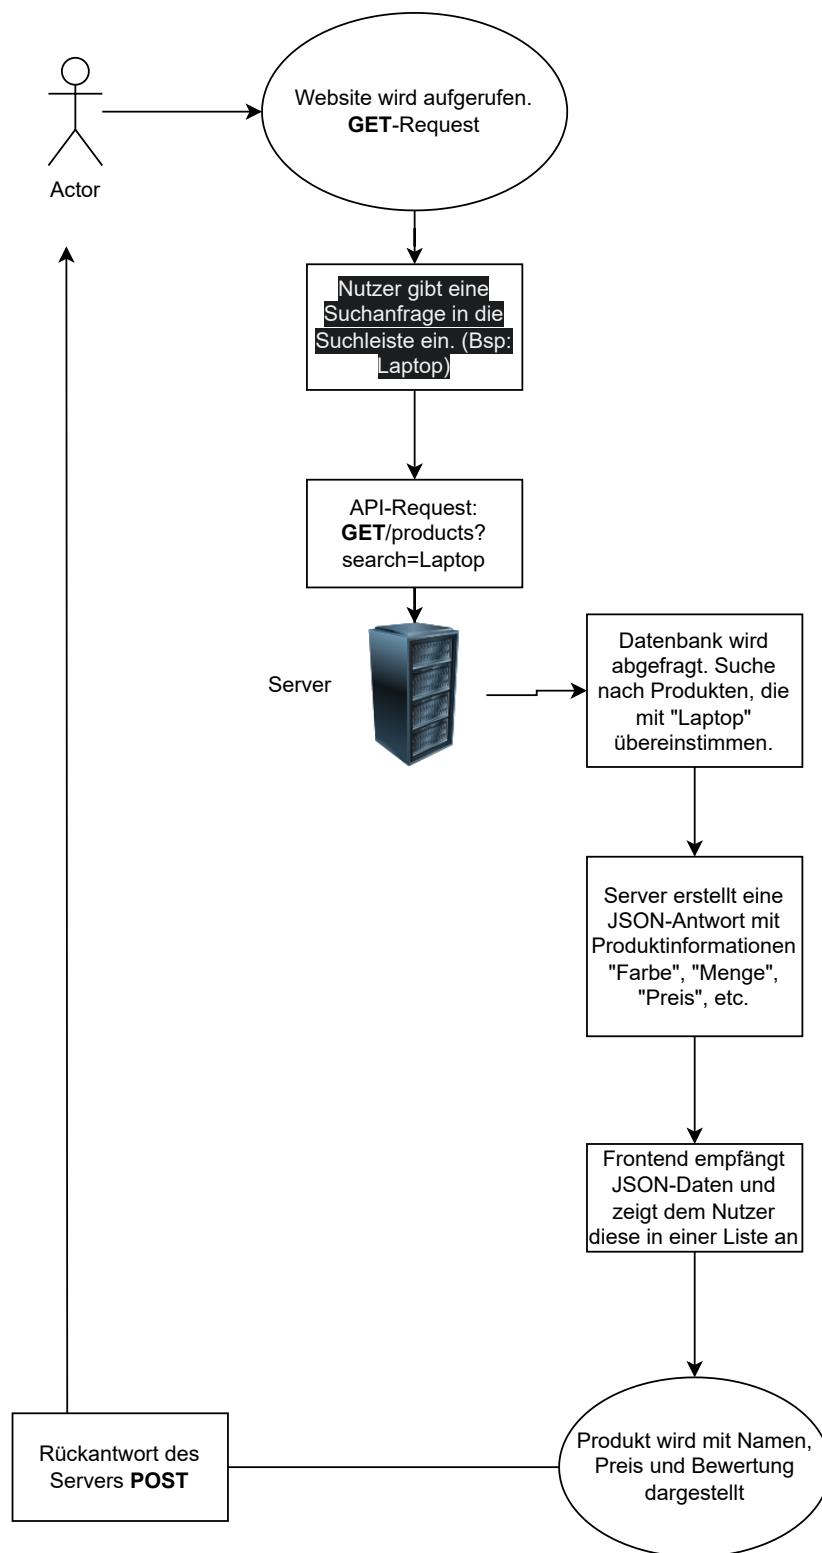 Website wird aufgerufen.
GET-Request
Actor
Nutzer gibt eine
Suchanfrage in die
Suchleiste ein. (Bsp:
Laptop)
API-Request:
GET/products?
search=Laptop
Server
Datenbank wird
abgefragt. Suche
nach Produkten, die
mit "Laptop"
übereinstimmen.
Server erstellt eine
JSON-Antwort mit
Produktinformationen
"Farbe", "Menge",
"Preis", etc.
Frontend empfängt
JSON-Daten und
zeigt dem Nutzer
diese in einer Liste an
Rückantwort des
Servers POST
Produkt wird mit Namen,
Preis und Bewertung
dargestellt